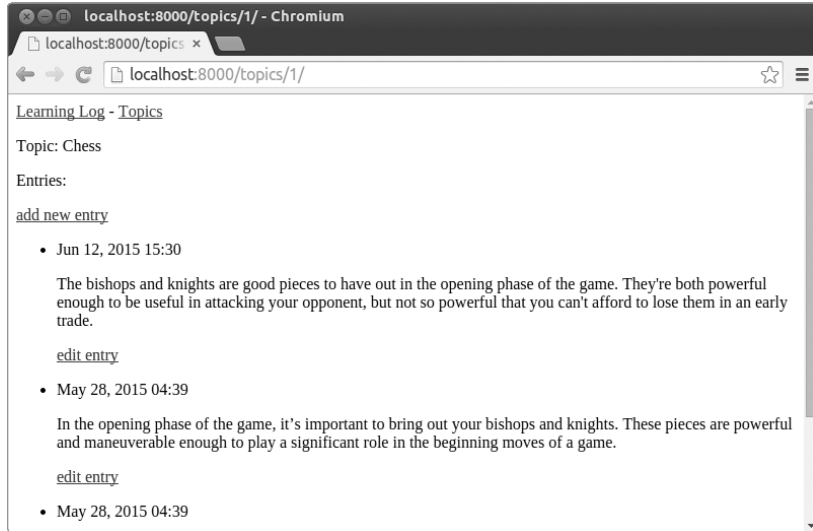 localhost:8000/topics/1/ - Chromium
localhost:8000/topics
localhost:8000/topics/1/
Learning Log - Topics
Topic: Chess
Entries:
add new entry
• Jun 12, 2015 15:30
The bishops and knights are good pieces to have out in the opening phase of the game. They're both powerful
enough to be useful in attacking your opponent, but not so powerful that you can't afford to lose them in an early
trade.
edit entry
• May 28, 2015 04:39
In the opening phase of the game, it’s important to bring out your bishops and knights. These pieces are powerful
and maneuverable enough to play a significant role in the beginning moves of a game.
edit entry
• May 28, 2015 04:39